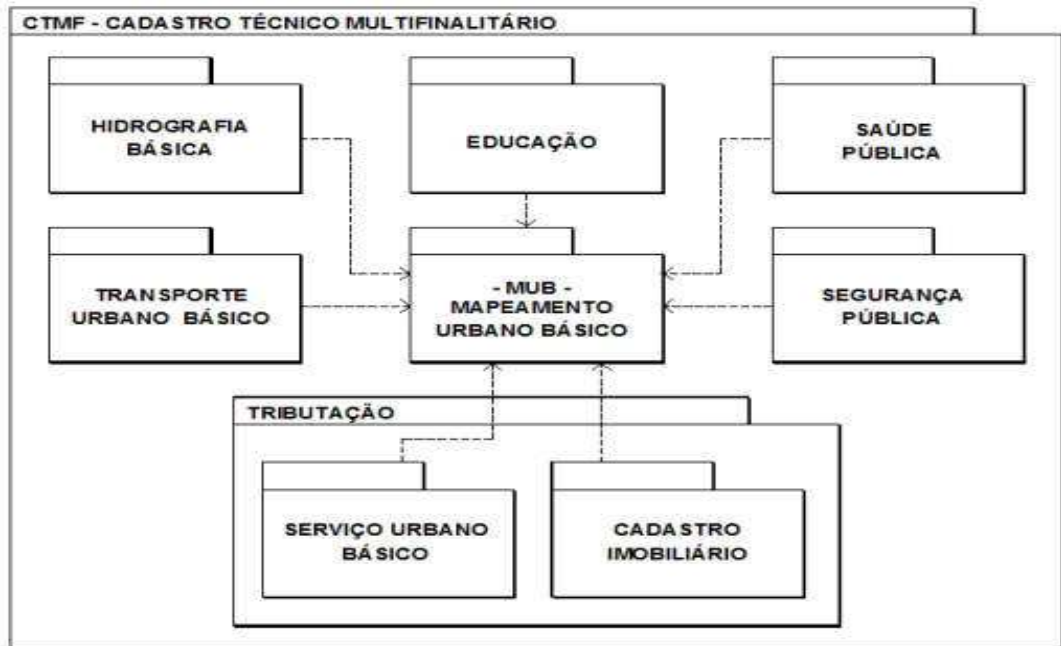 CTMF - CADASTRO TÉCNICO MULTIFINALITÁRIO
HIDROGRAFIA
BÁSICA
EDUCAÇÃO
SAÚDE
PÚBLICA
TRANSPORTE
URBANO BÁSICO
- MUB -
MAPEAMENTO
URBANO BÁSICO
SEGURANÇA
PÚBLICA
TRIBUTAÇÃO
SERVIÇO URBANO
BÁSICO
CADASTRO
IMOBILIÁRIO